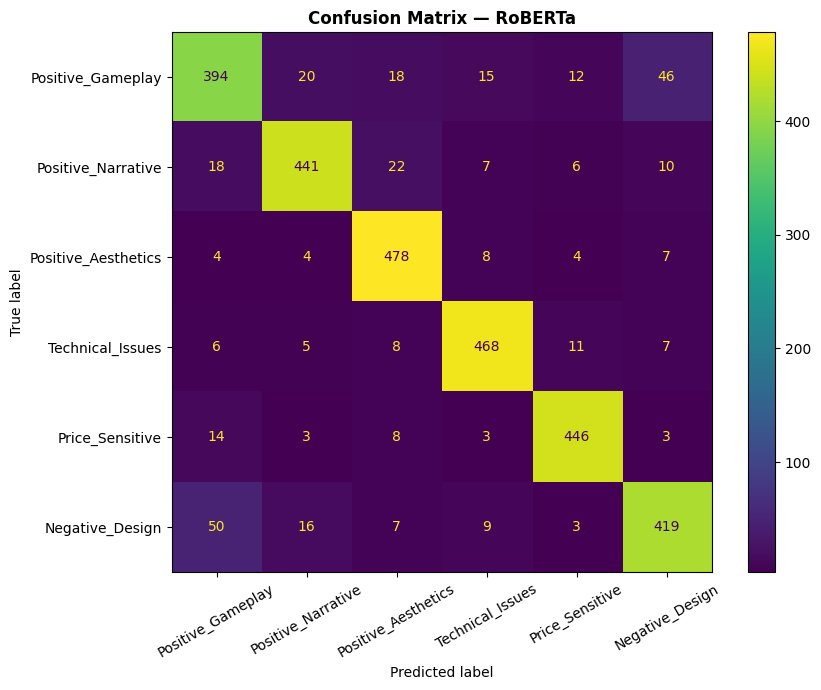 Confusion Matrix — RoBERTa
True label
Positive_Gameplay 394 20 18 15 12 46
Positive_Narrative 18 441 22 7 6 10
Positive_Aesthetics 4 4 478 8 4 7
Technical_Issues 6 5 8 468 11 7
Price_Sensitive 14 3 8 3 446 3
Negative_Design 50 16 7 9 3 419
Positive_Gameplay Positive_Narrative Positive_Aesthetics Technical_Issues Price_Sensitive Negative_Design
Predicted label
400
300
200
100